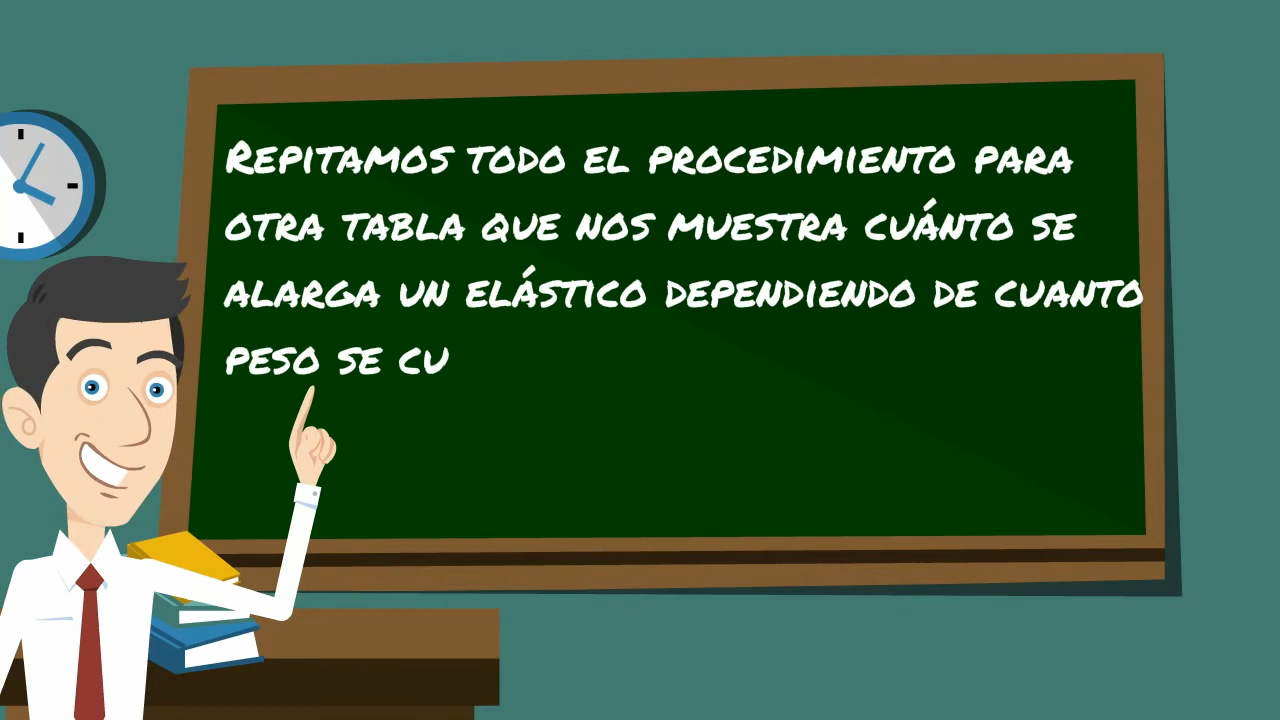 Repitamos todo el procedimiento para
otra tabla que nos muestra cuánto se
alarga un elástico dependiendo de cuanto
peso se cu